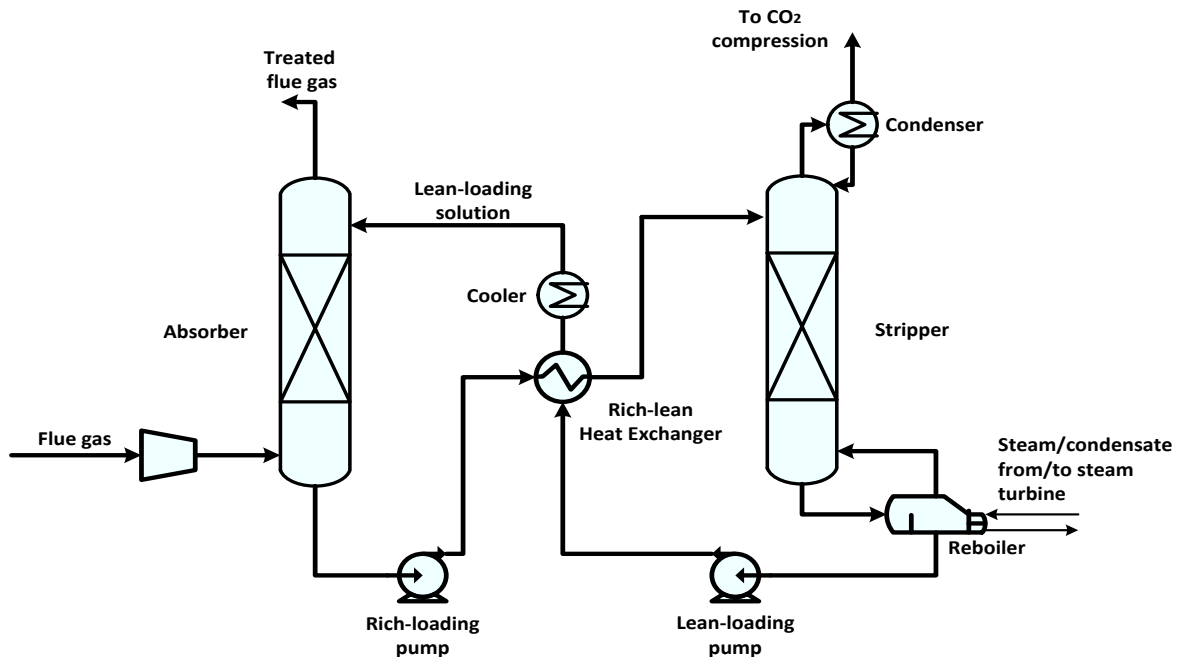 To CO₂
compression
Treated
flue gas
Condenser
Lean-loading
solution
Cooler
Absorber
Stripper
Rich-lean
Heat Exchanger
Flue gas
Steam/condensate
from/to steam
turbine
Reboiler
Rich-loading
pump
Lean-loading
pump